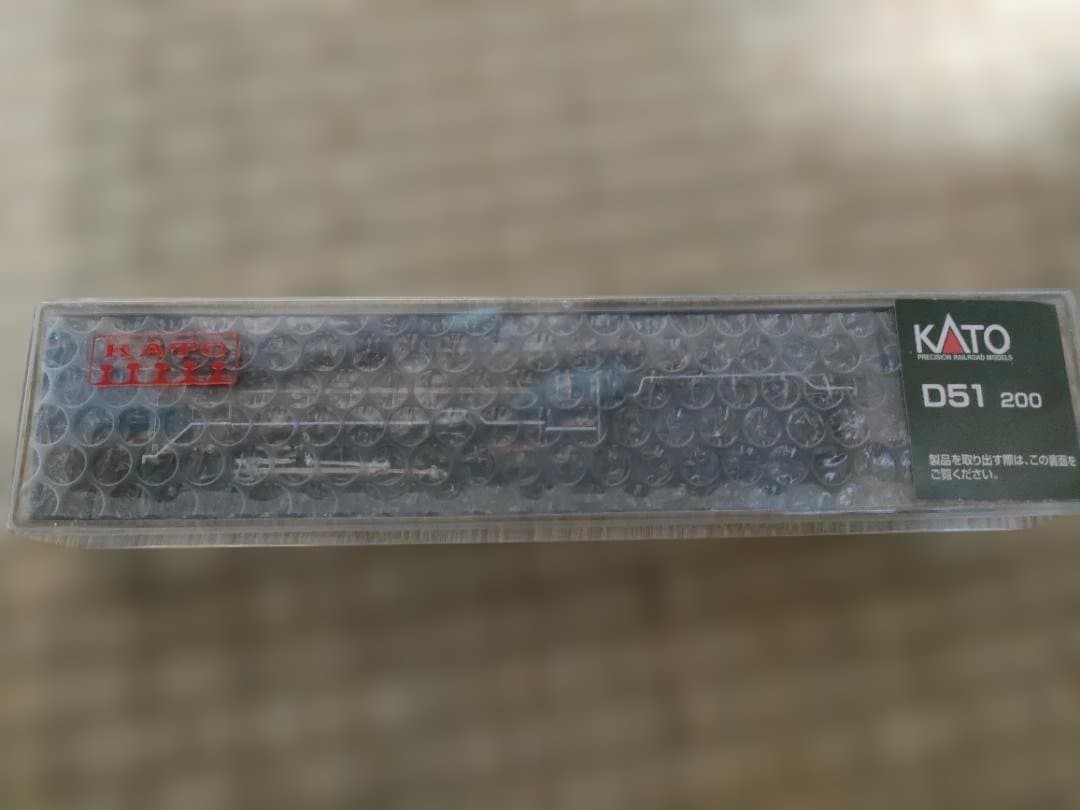 KATO
KATO
PRECISION RAILROAD MODELS
D51 200
製品を取り出す際は、この裏面を
ご覧ください。